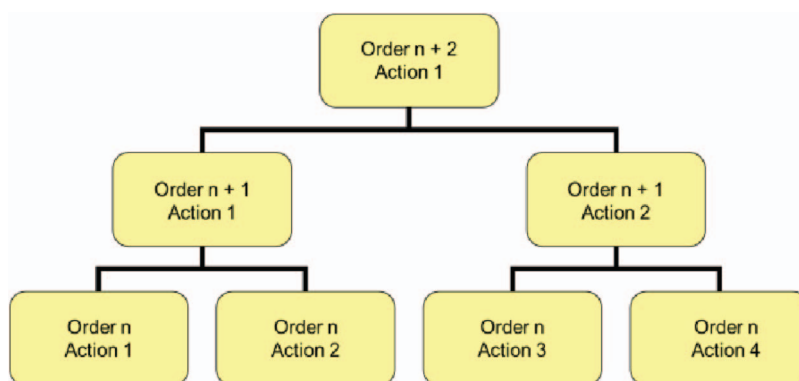 Order n + 2
Action 1
Order n + 1
Action 1
Order n + 1
Action 2
Order n
Action 1
Order n
Action 2
Order n
Action 3
Order n
Action 4